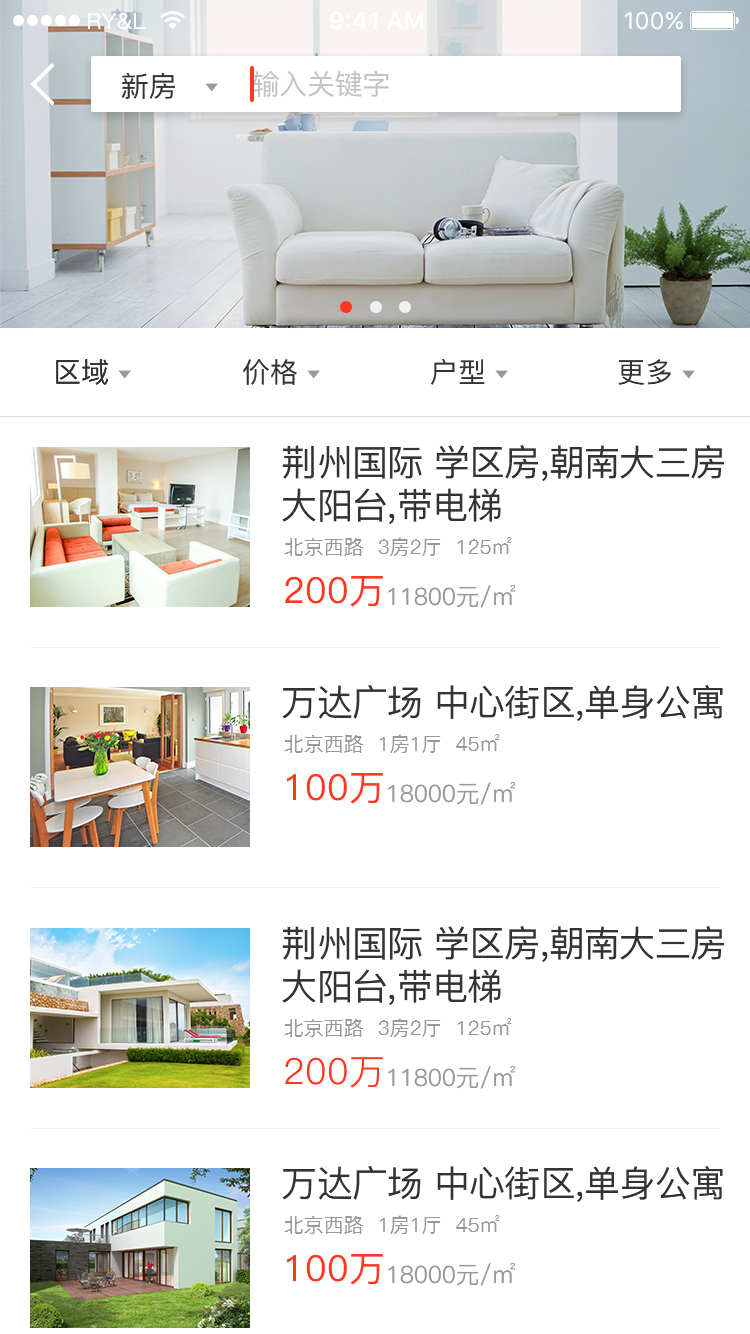 RY&L 9:41 AM 100%
新房 输入关键字
区域 价格 户型 更多
荆州国际 学区房,朝南大三房
大阳台,带电梯
北京西路 3房2厅 125㎡
200万11800元/㎡
万达广场 中心街区,单身公寓
北京西路 1房1厅 45㎡
100万18000元/㎡
荆州国际 学区房,朝南大三房
大阳台,带电梯
北京西路 3房2厅 125㎡
200万11800元/㎡
万达广场 中心街区,单身公寓
北京西路 1房1厅 45㎡
100万18000元/㎡